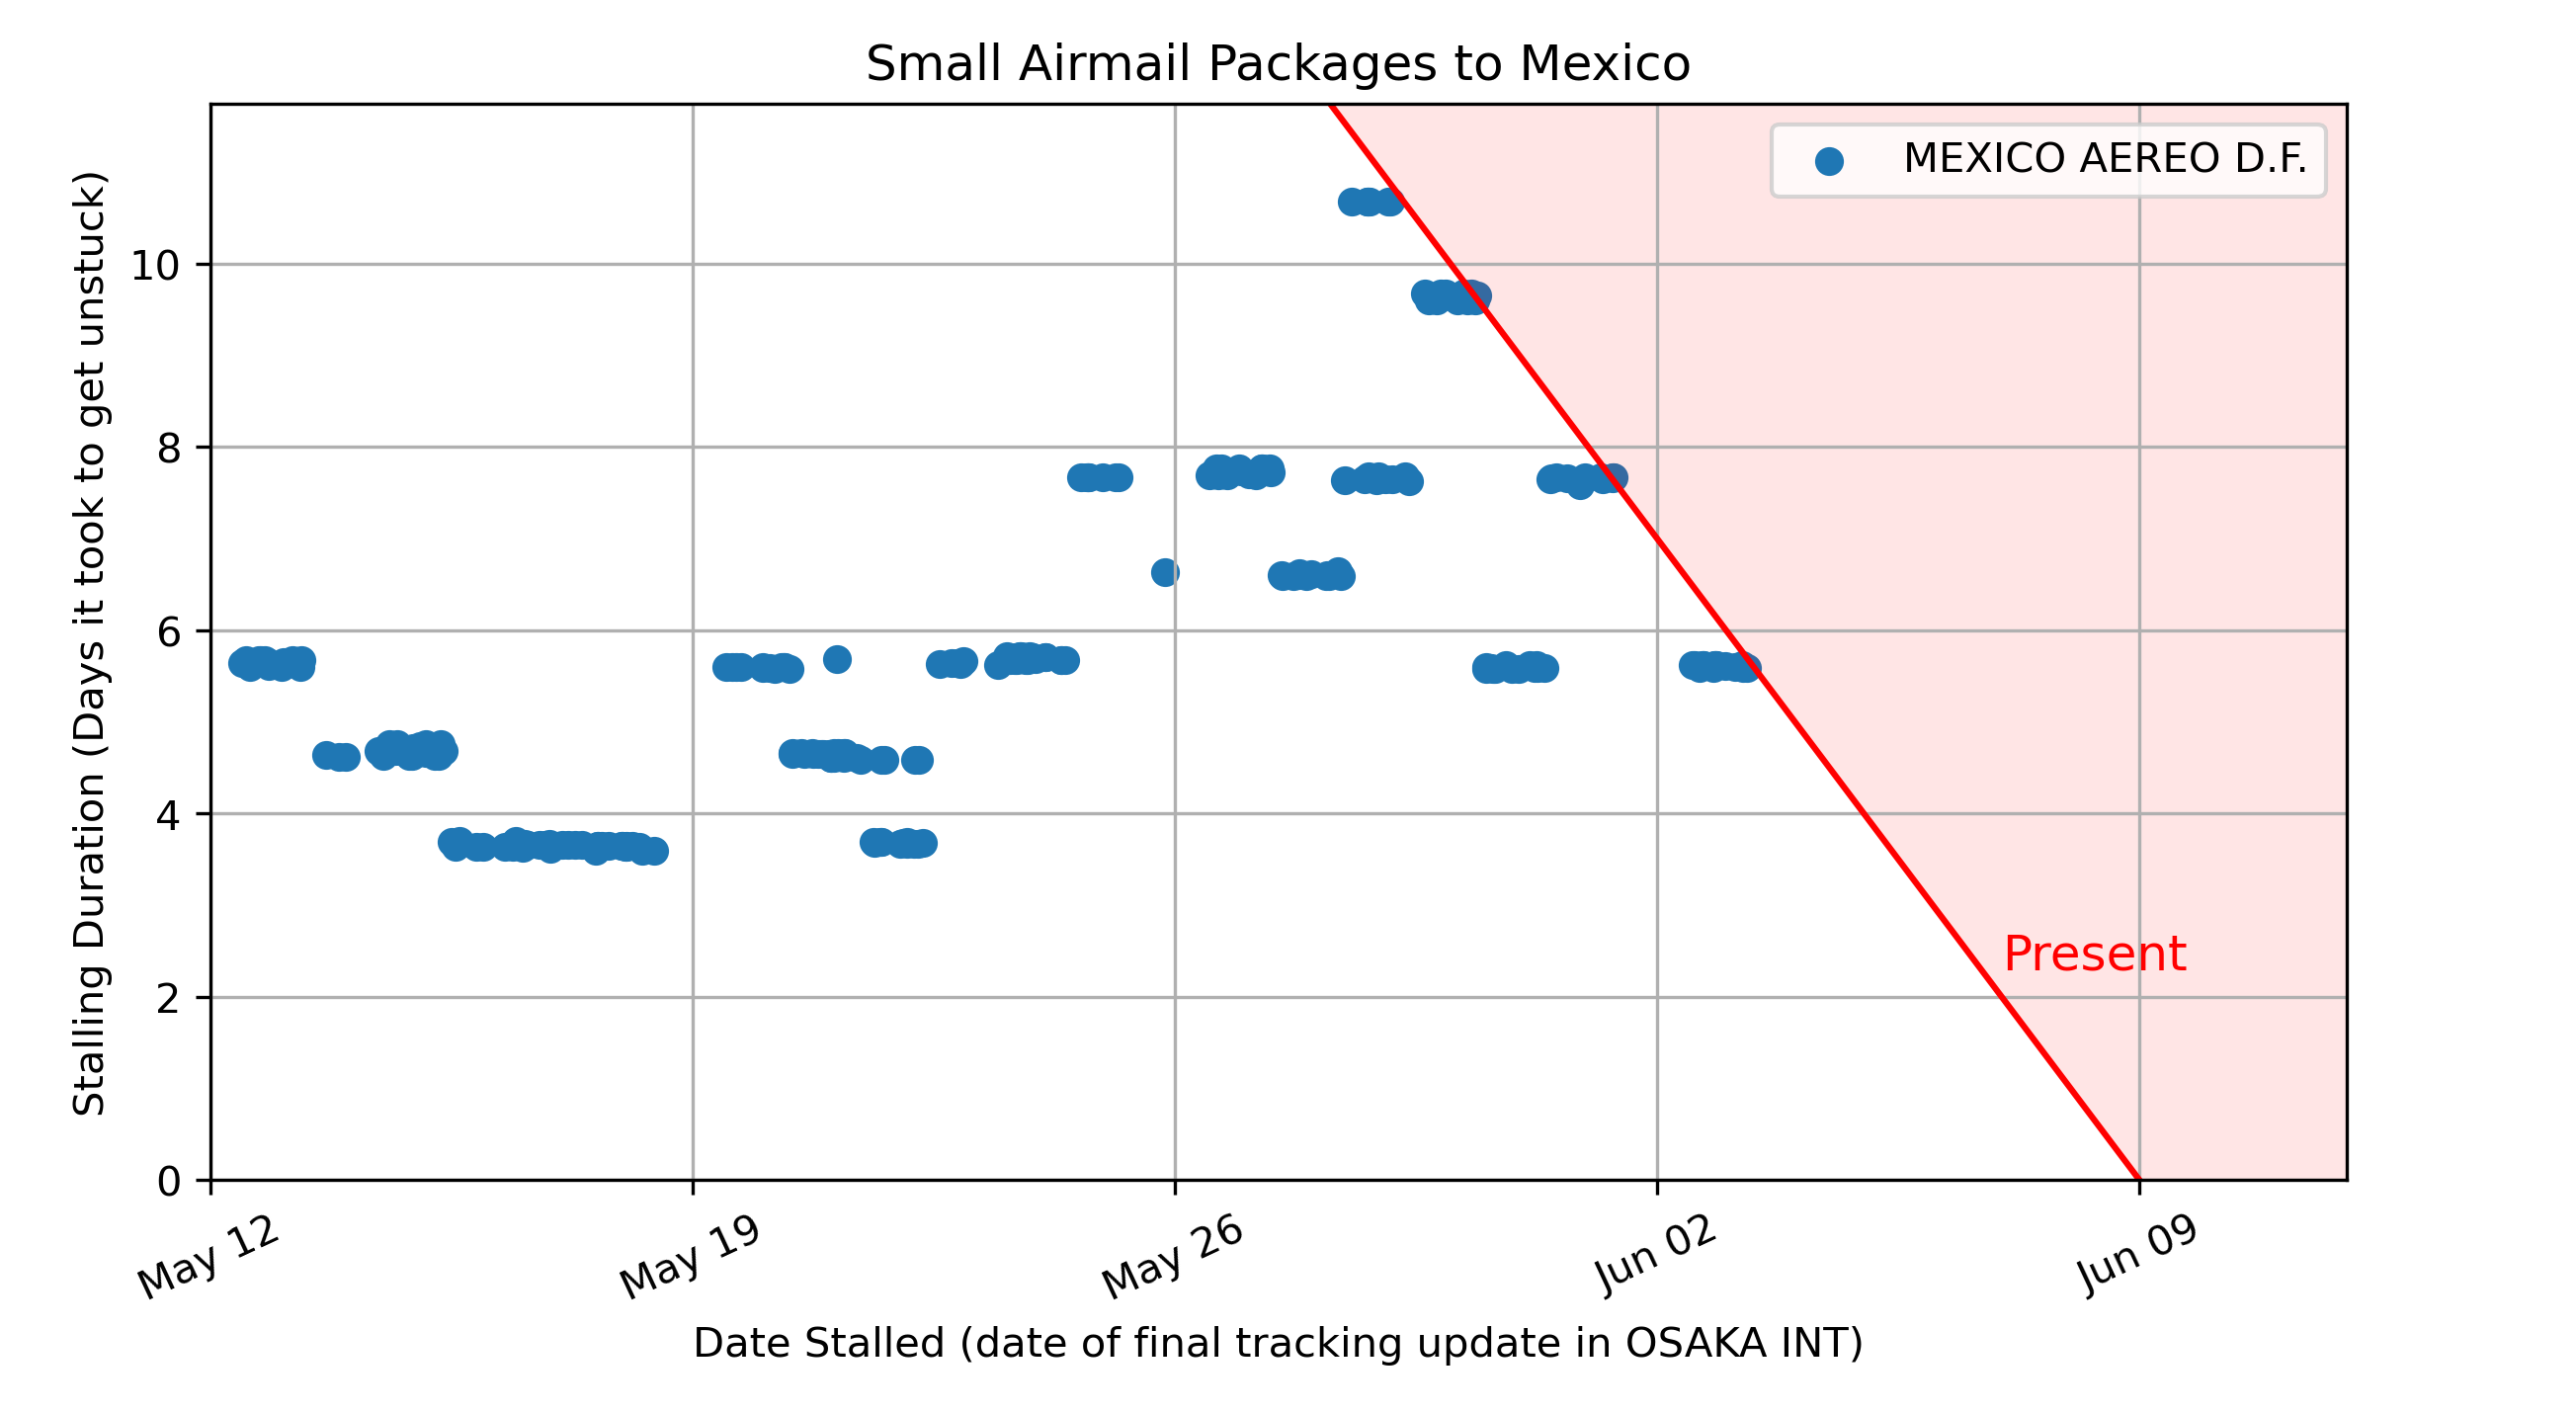 Small Airmail Packages to Mexico
MEXICO AEREO D.F.
Stalling Duration (Days it took to get unstuck)
10
8
6
4
2
0
Present
May 12
May 19
May 26
Jun 02
Jun 09
Date Stalled (date of final tracking update in OSAKA INT)